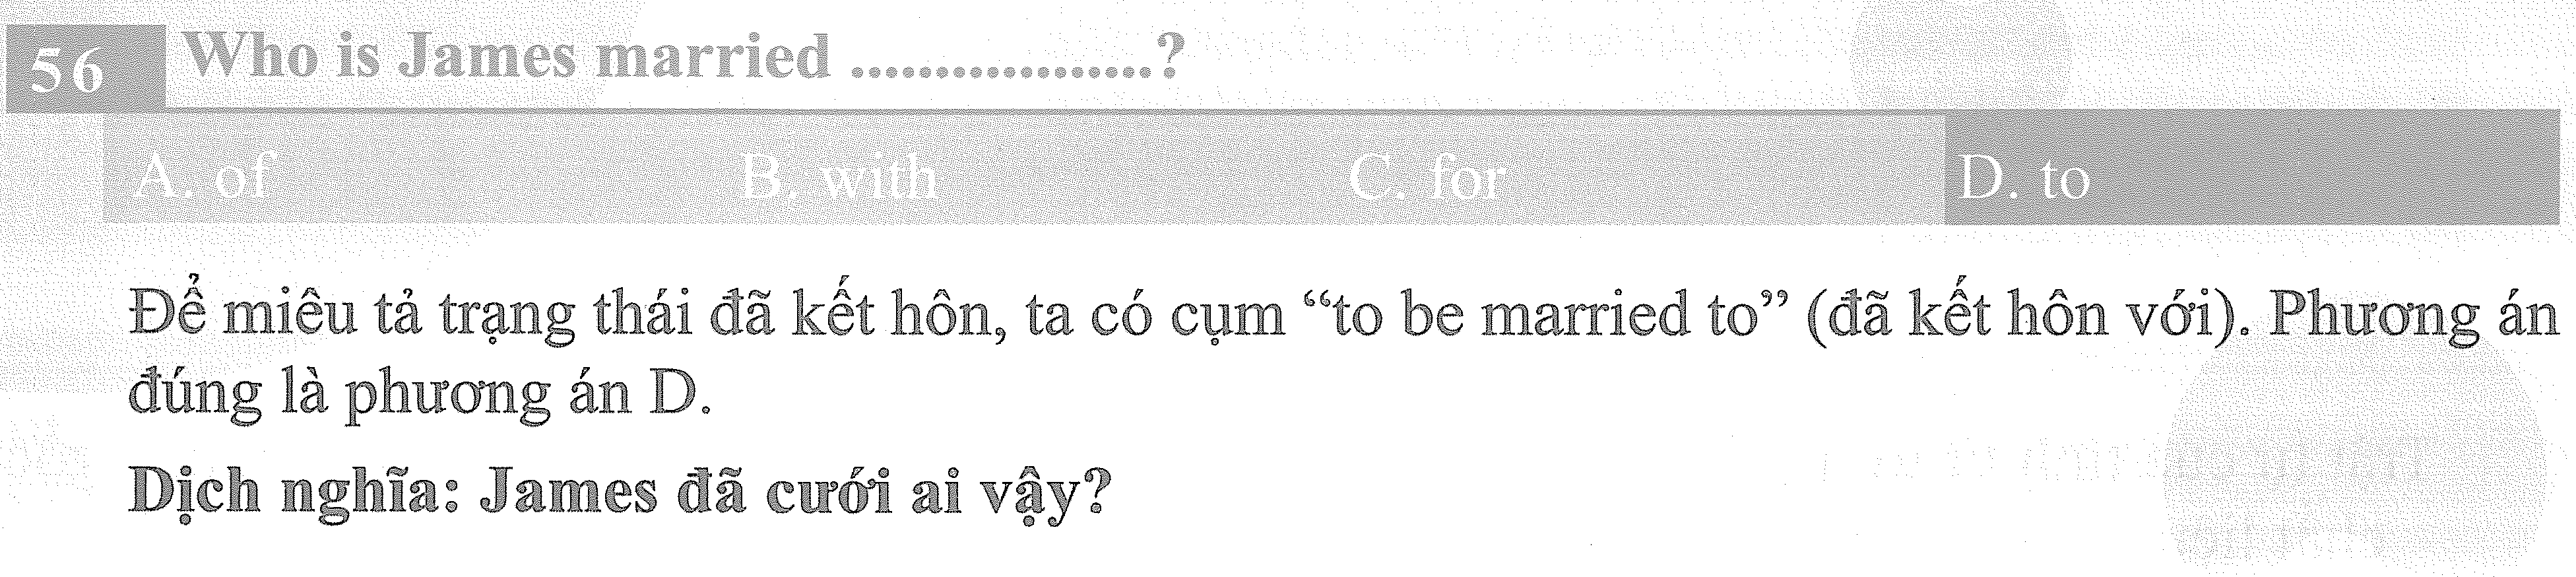 56 Who is James married ..................?
A. of B. with C. for D. to
Để miêu tả trạng thái đã kết hôn, ta có cụm “to be married to” (đã kết hôn với). Phương án
đúng là phương án D.
Dịch nghĩa: James đã cưới ai vậy?